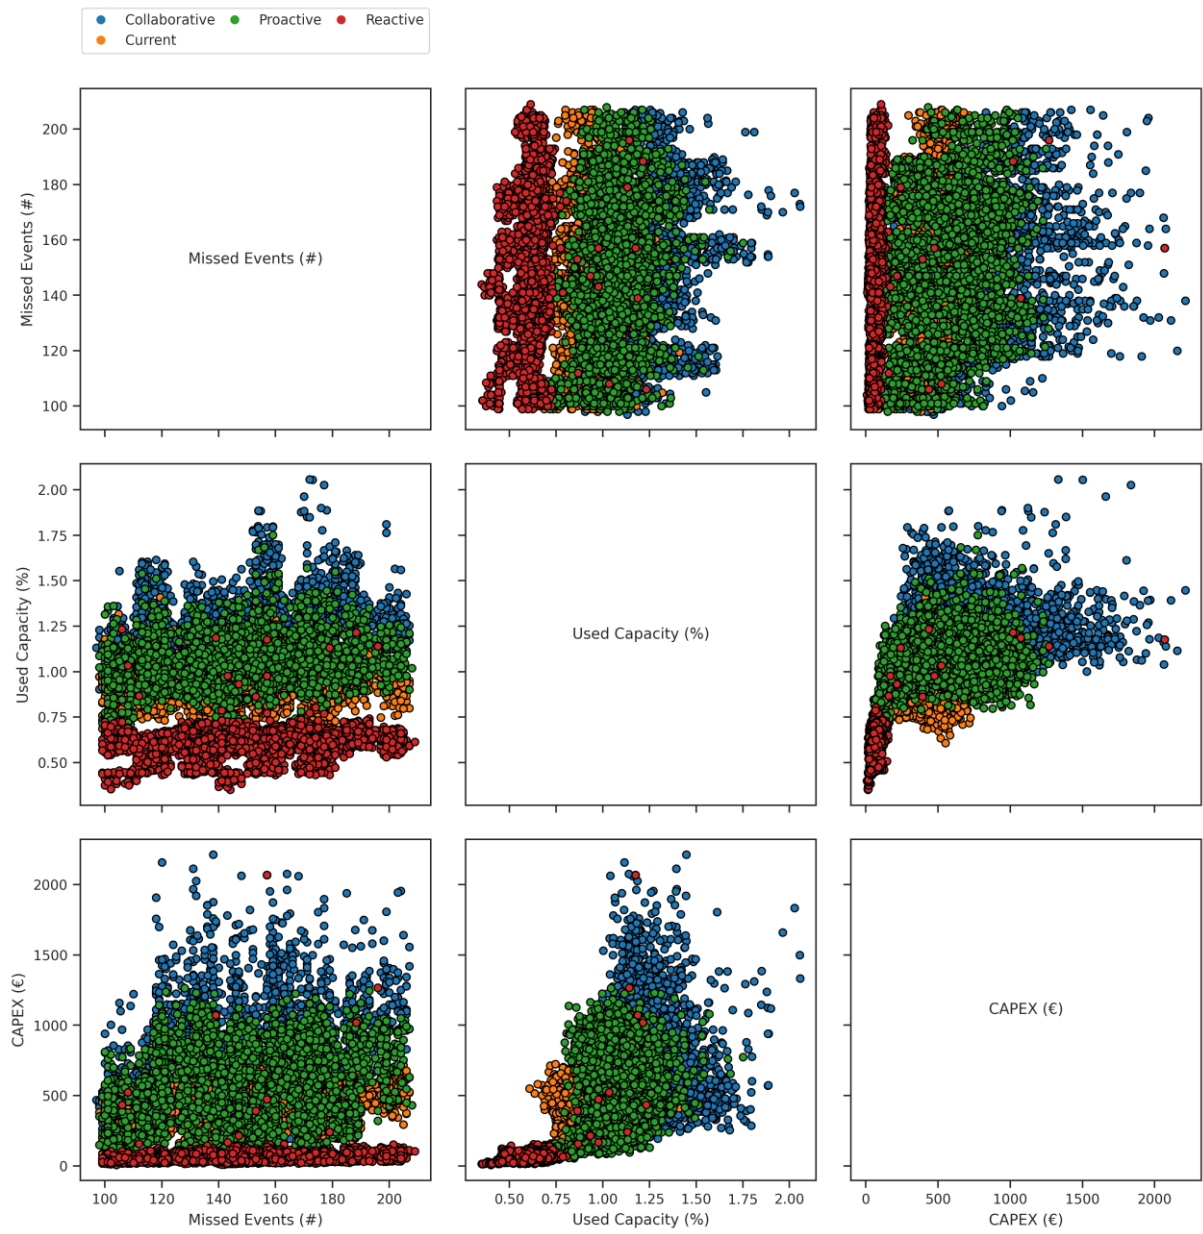 Collaborative Proactive Reactive
Current
Missed Events (#)
200
180
160
140
120
100
Missed Events (#)
Used Capacity (%)
2.00
1.75
1.50
1.25
1.00
0.75
0.50
Used Capacity (%)
CAPEX (€)
2000
1500
1000
500
0
CAPEX (€)
100 120 140 160 180 200
0.50 0.75 1.00 1.25 1.50 1.75 2.00
0 500 1000 1500 2000
Missed Events (#)
Used Capacity (%)
CAPEX (€)